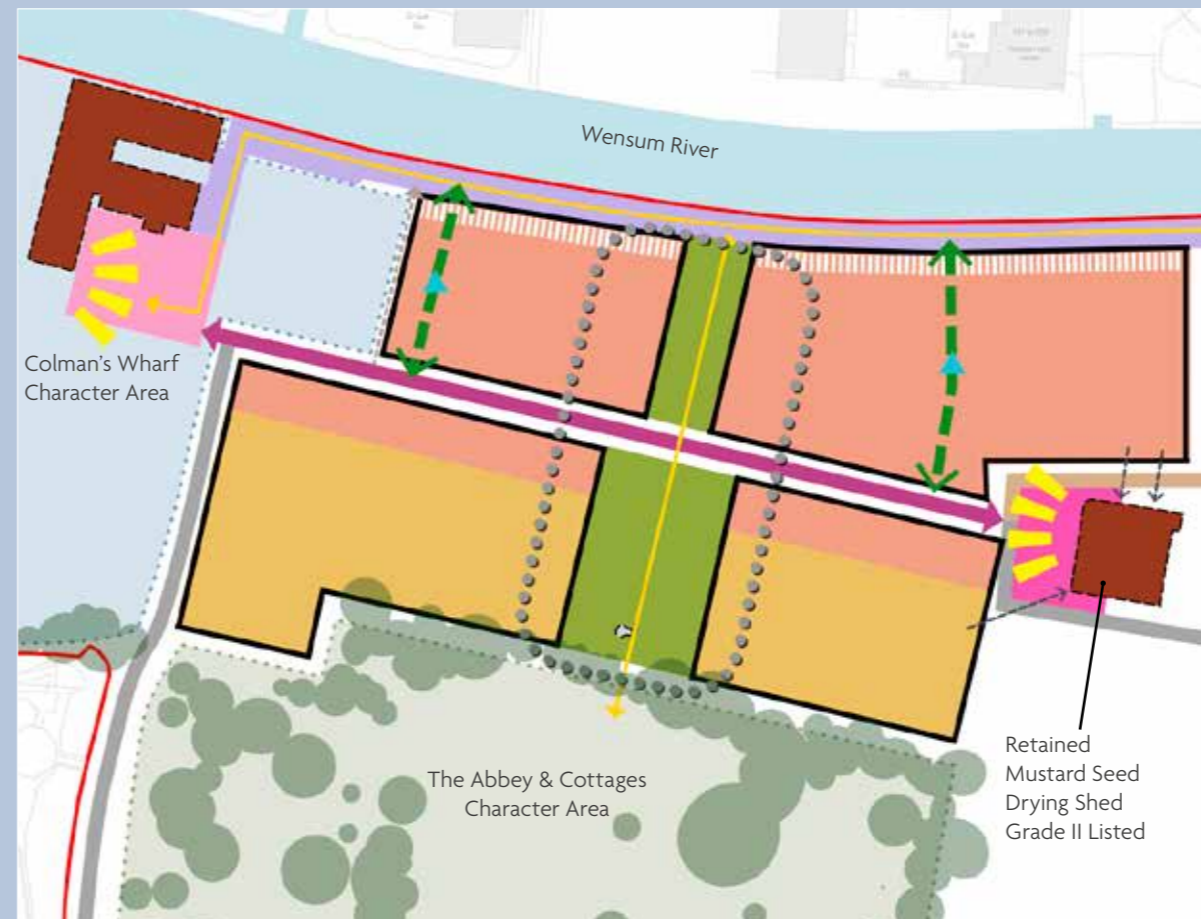 Wensum River
Colman's Wharf
Character Area
The Abbey & Cottages
Character Area
Retained
Mustard Seed
Drying Shed
Grade II Listed